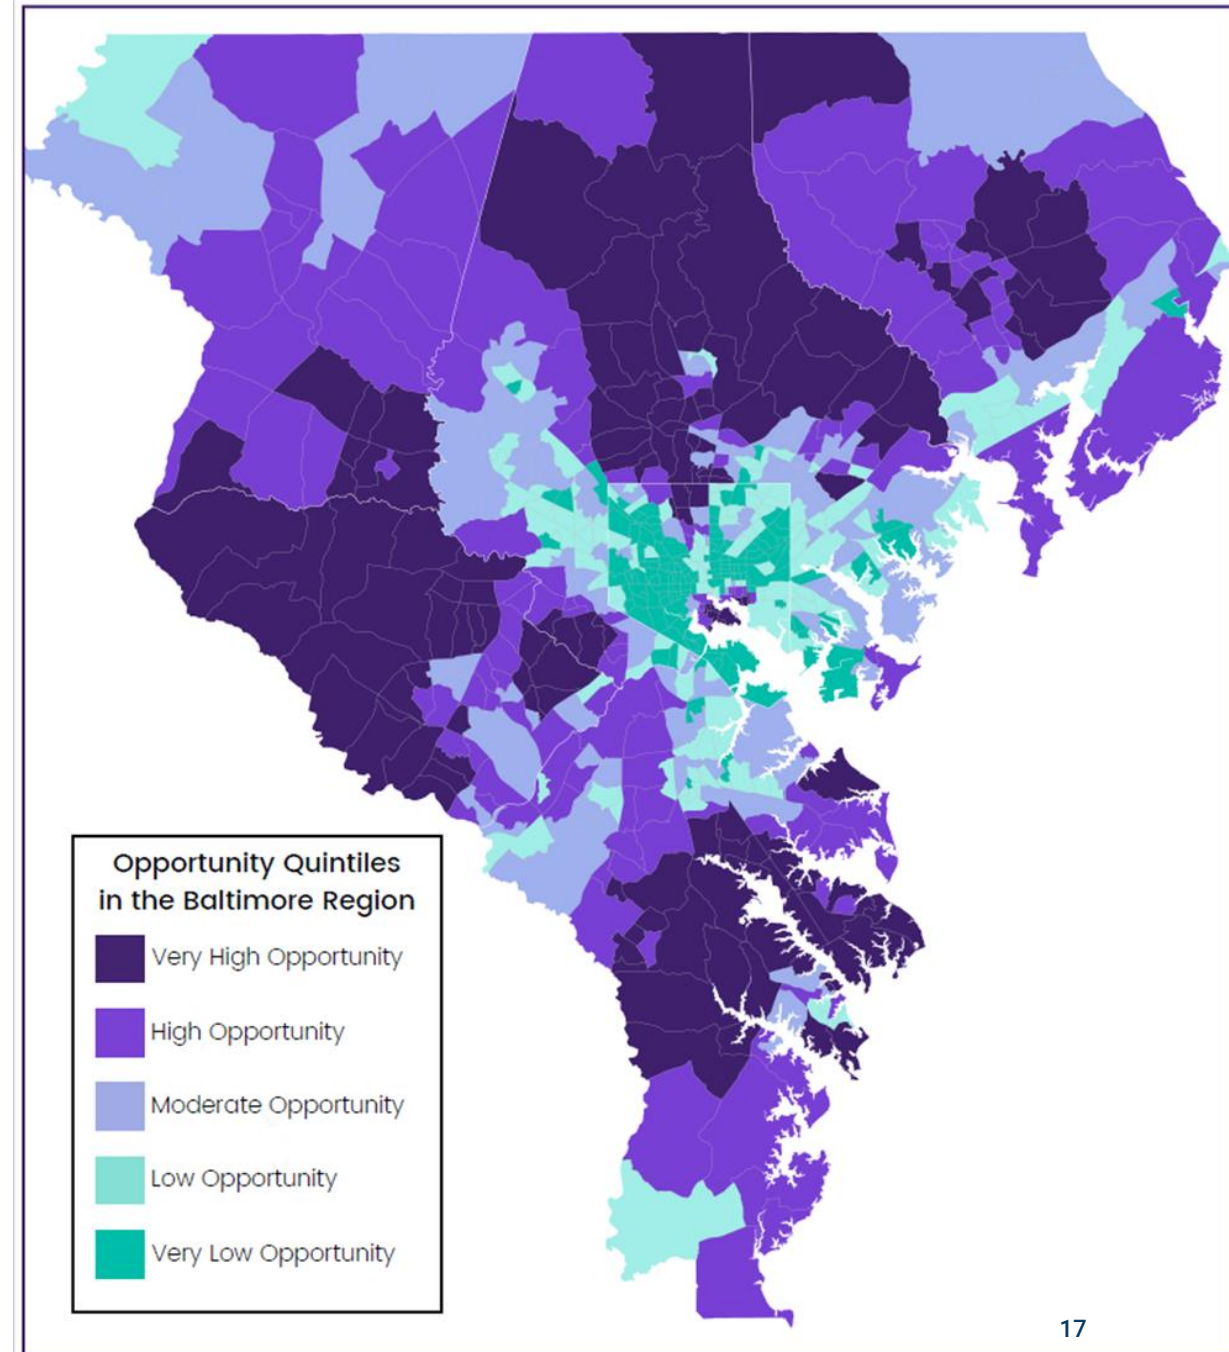 Opportunity Quintiles
in the Baltimore Region
Very High Opportunity
High Opportunity
Moderate Opportunity
Low Opportunity
Very Low Opportunity
17